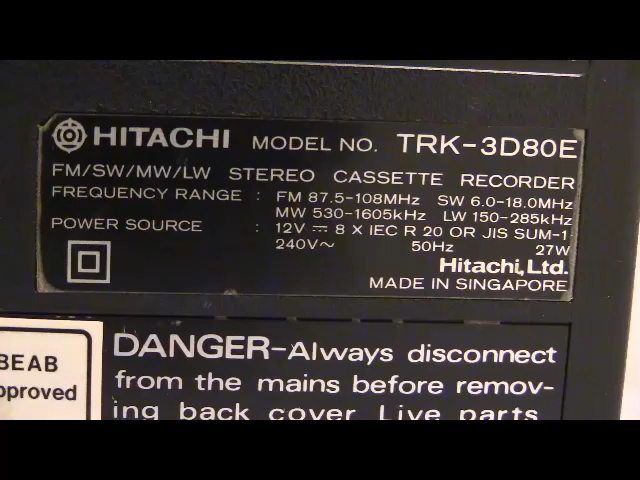 HITACHI MODEL NO. TRK-3D80E
FM/SW/MW/LW STEREO CASSETTE RECORDER
FREQUENCY RANGE : FM 87.5-108MHz SW 6.0-18.0MHz
MW 530-1605kHz LW 150-285kHz
POWER SOURCE : 12V ⎓ 8 X IEC R 20 OR JIS SUM-1
240V~ 50Hz 27W
Hitachi, Ltd.
MADE IN SINGAPORE
BEAB
pproved
DANGER-Always disconnect
from the mains before remov-
ing back cover Live parts